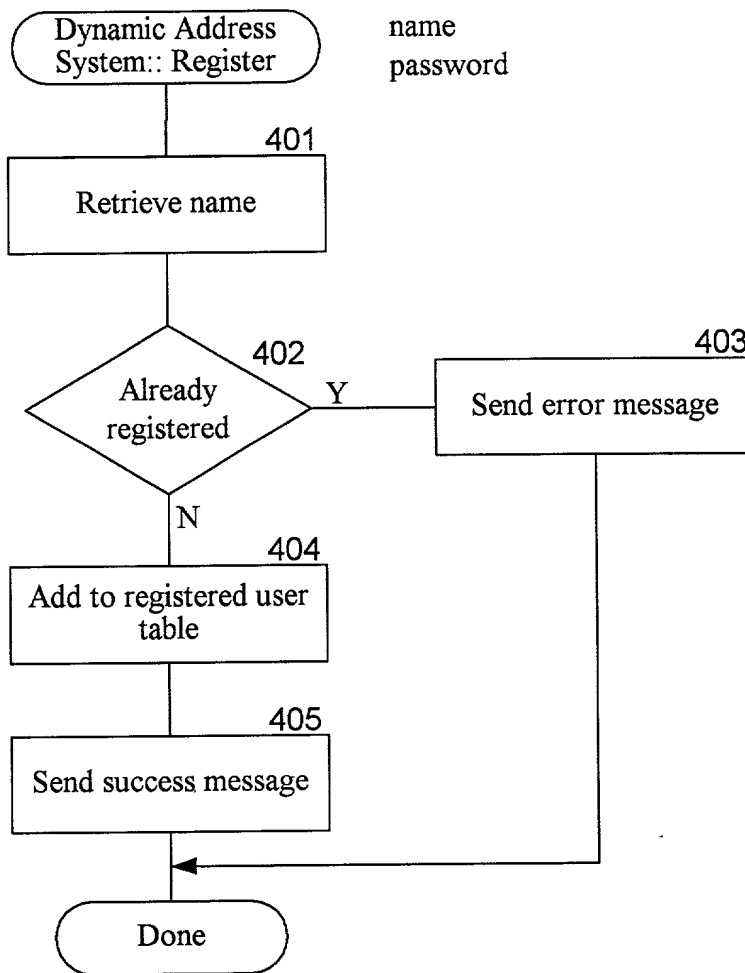 Dynamic Address
System:: Register
name
password
401
Retrieve name
402
Already
registered
Y
403
Send error message
N
404
Add to registered user
table
405
Send success message
Done